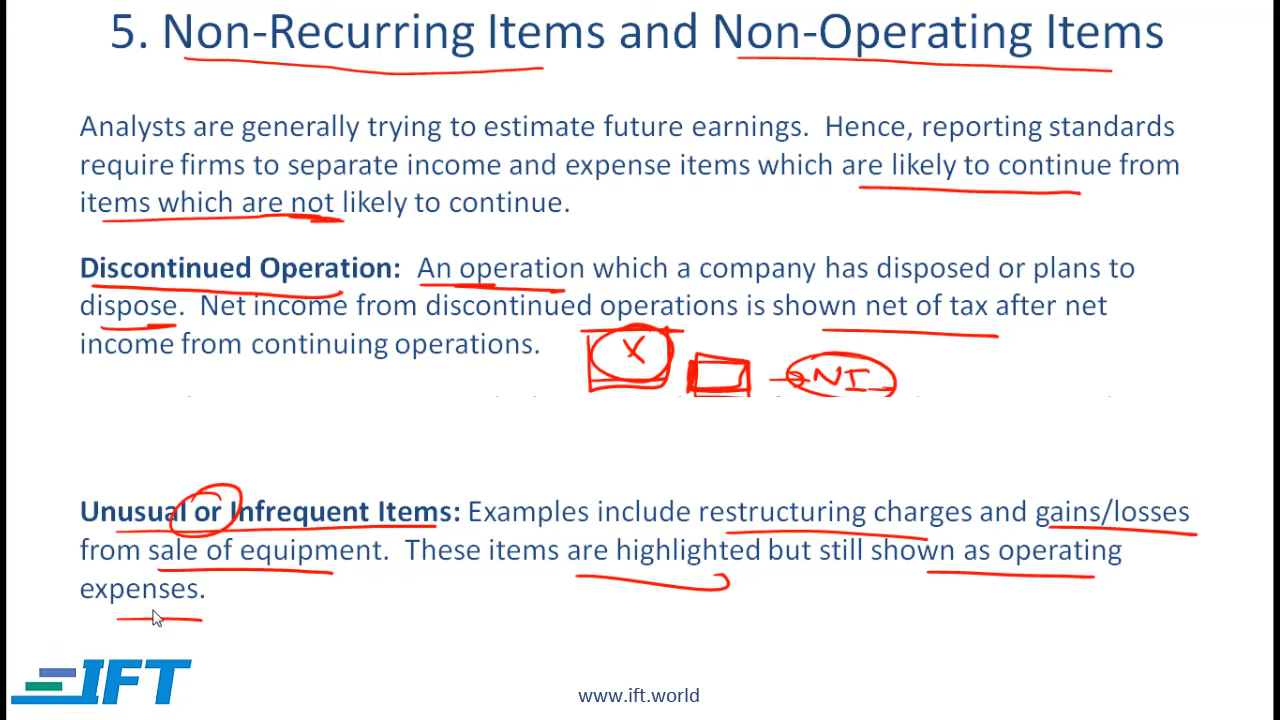 5. Non-Recurring Items and Non-Operating Items
Analysts are generally trying to estimate future earnings. Hence, reporting standards
require firms to separate income and expense items which are likely to continue from
items which are not likely to continue.
Discontinued Operation: An operation which a company has disposed or plans to
dispose. Net income from discontinued operations is shown net of tax after net
income from continuing operations.
X
NI
Unusual or Infrequent Items: Examples include restructuring charges and gains/losses
from sale of equipment. These items are highlighted but still shown as operating
expenses.
IFT
www.ift.world